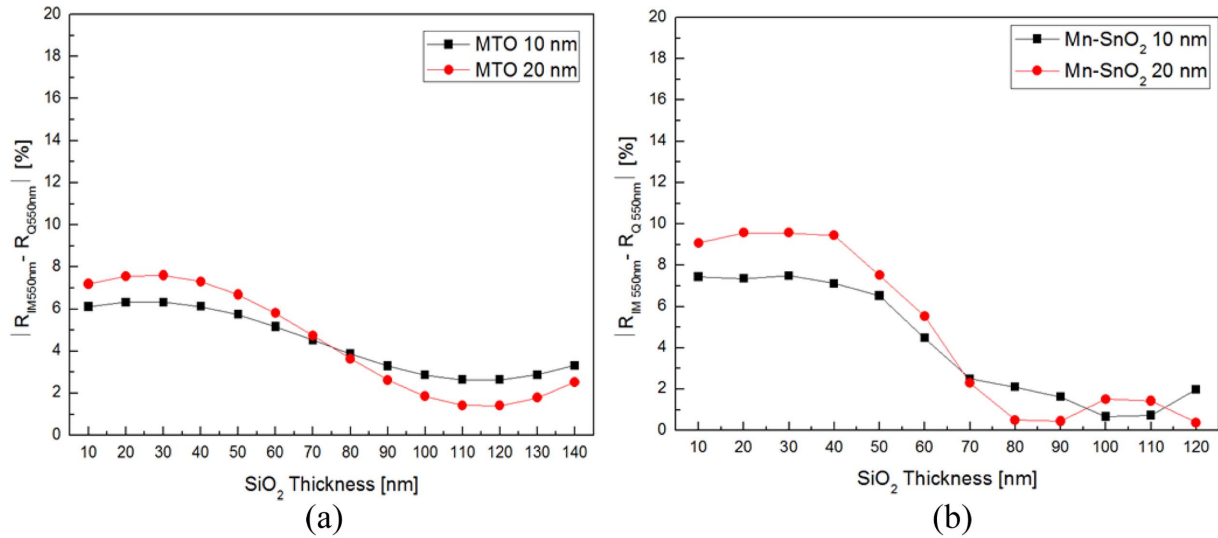 20
18
16
14
12
10
8
6
4
2
0
| R_IM550nm - R_Q550nm | [%]
MTO 10 nm
MTO 20 nm
10 20 30 40 50 60 70 80 90 100 110 120 130 140
SiO₂ Thickness [nm]
(a)
20
18
16
14
12
10
8
6
4
2
0
| R_IM 550nm - R_Q 550nm | [%]
Mn-SnO₂ 10 nm
Mn-SnO₂ 20 nm
10 20 30 40 50 60 70 80 90 100 110 120
SiO₂ Thickness [nm]
(b)